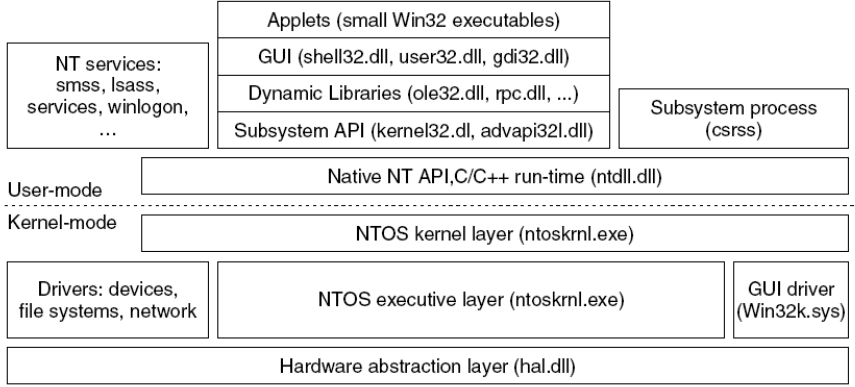 Applets (small Win32 executables)
NT services:
smss, lsass,
services, winlogon,
...
GUI (shell32.dll, user32.dll, gdi32.dll)
Dynamic Libraries (ole32.dll, rpc.dll, ...)
Subsystem API (kernel32.dl, advapi32l.dll)
Subsystem process
(csrss)
Native NT API,C/C++ run-time (ntdll.dll)
User-mode
Kernel-mode
NTOS kernel layer (ntoskrnl.exe)
Drivers: devices,
file systems, network
NTOS executive layer (ntoskrnl.exe)
GUI driver
(Win32k.sys)
Hardware abstraction layer (hal.dll)